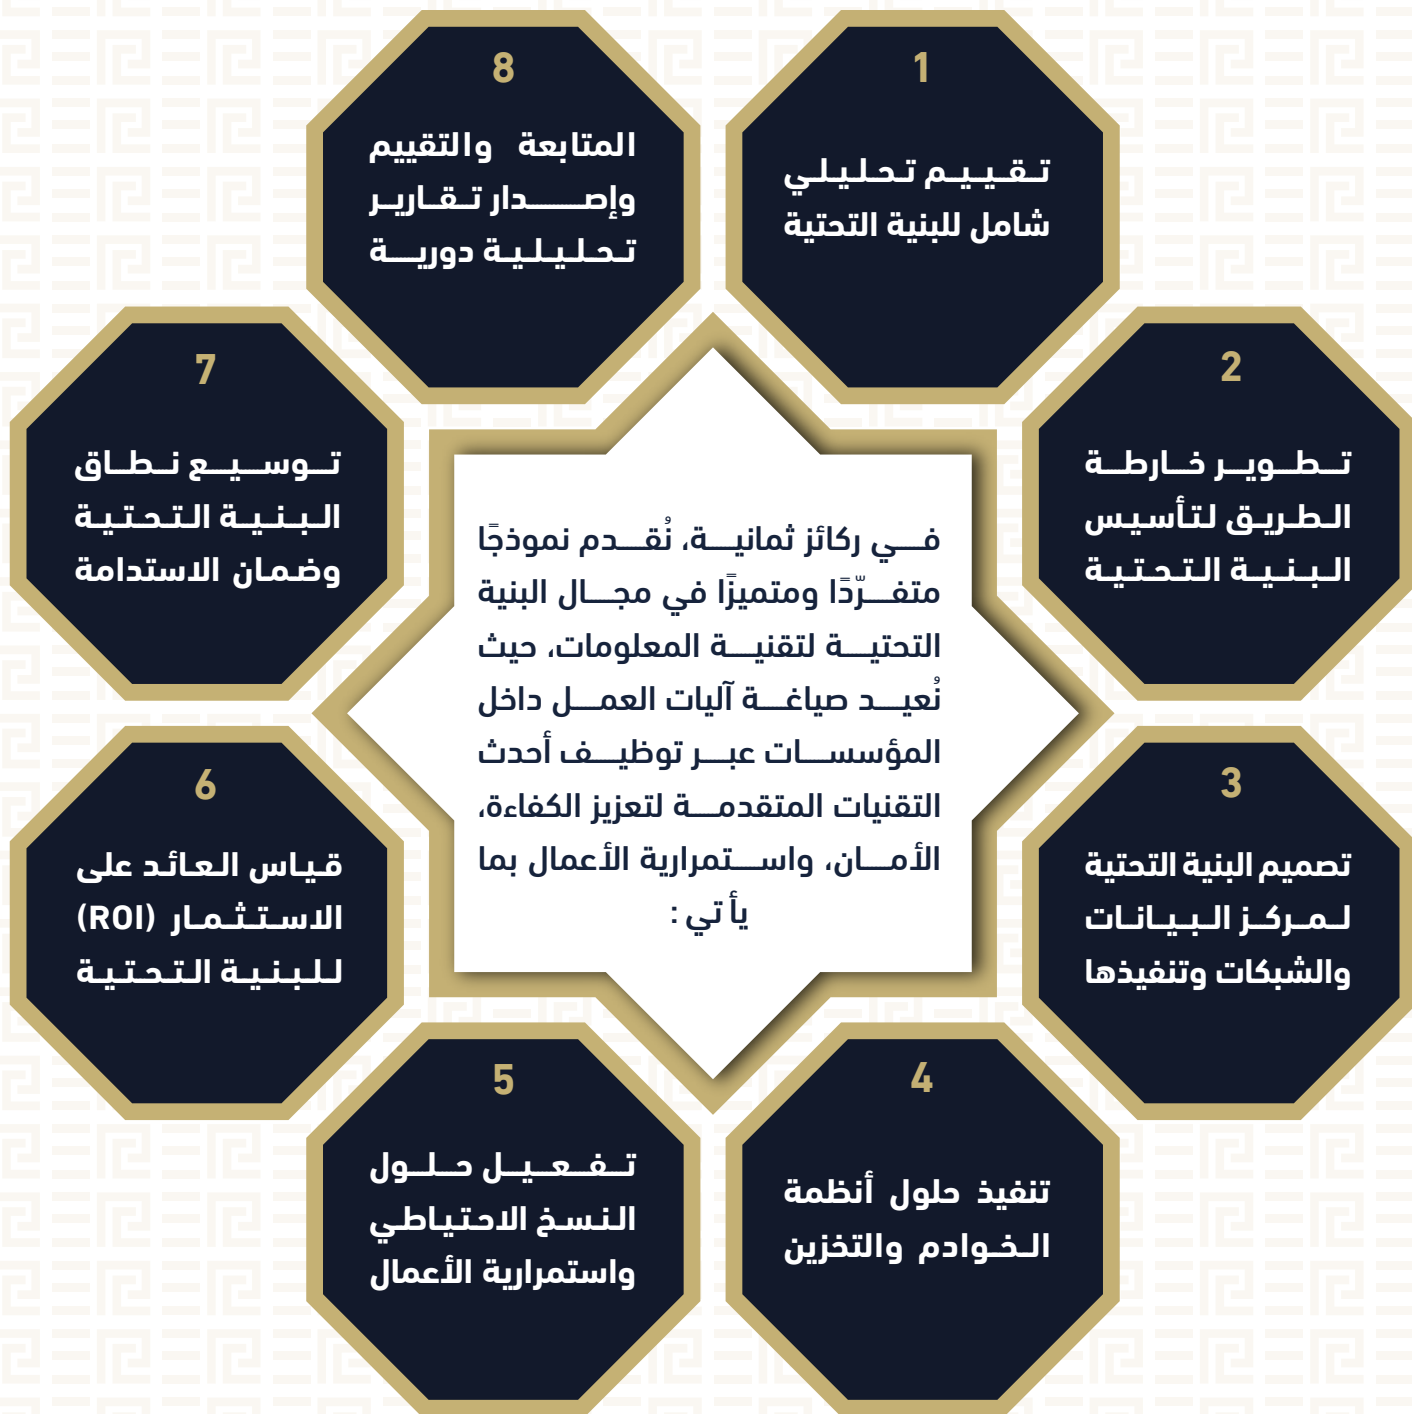 في ركائز ثمانية، نُقدم نموذجًا
متفرّدًا ومتميزًا في مجال البنية
التحتية لتقنية المعلومات، حيث
نُعيد صياغة آليات العمل داخل
المؤسسات عبر توظيف أحدث
التقنيات المتقدمة لتعزيز الكفاءة،
الأمان، واستمرارية الأعمال بما
يأتي:
1
تقييم تحليلي
شامل للبنية التحتية
2
تطوير خارطة
الطريق لتأسيس
البنية التحتية
3
تصميم البنية التحتية
لمركز البيانات
والشبكات وتنفيذها
4
تنفيذ حلول أنظمة
الخوادم والتخزين
5
تفعيل حلول
النسخ الاحتياطي
واستمرارية الأعمال
6
قياس العائد على
الاستثمار (ROI)
للبنية التحتية
7
توسيع نطاق
البنية التحتية
وضمان الاستدامة
8
المتابعة والتقييم
وإصدار تقارير
تحليلية دورية